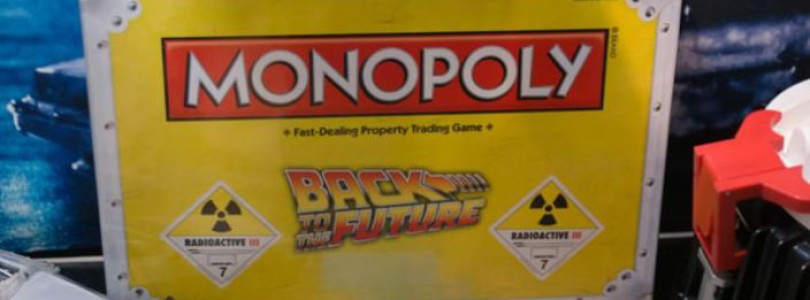 MONOPOLY
Fast-Dealing Property Trading Game
BACK
TO
THE FUTURE
RADIOACTIVE III
7
RADIOACTIVE III
7